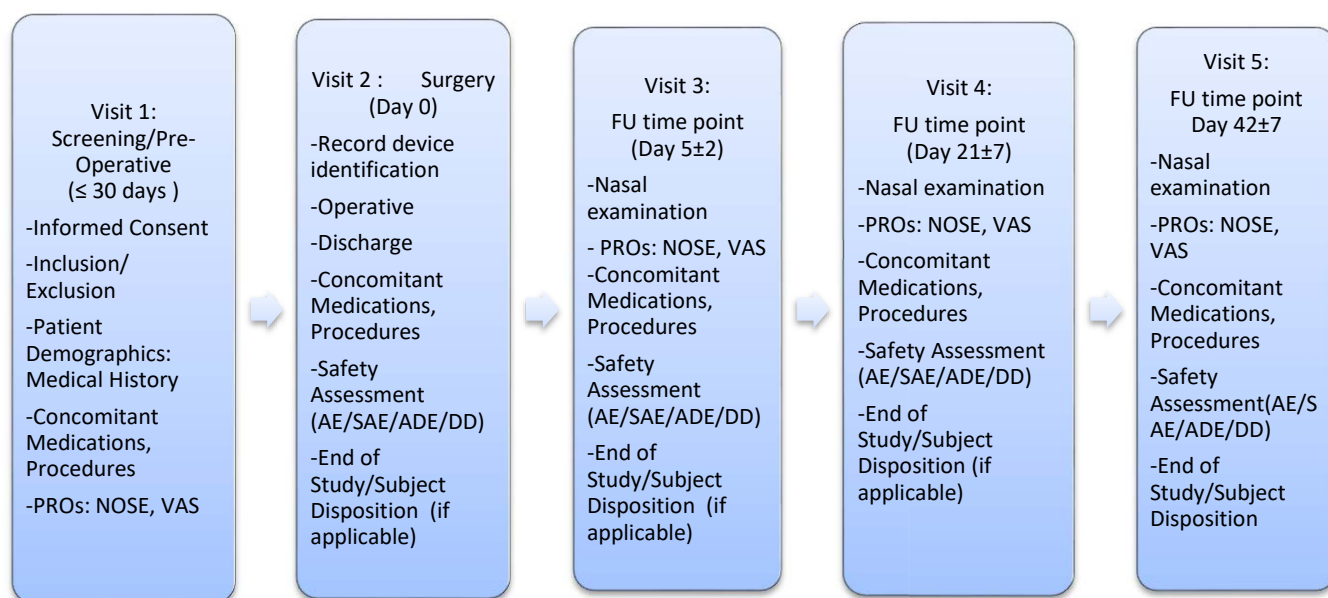 Visit 1:
Screening/Pre-
Operative
(≤ 30 days )
-Informed Consent
-Inclusion/
Exclusion
-Patient
Demographics:
Medical History
-Concomitant
Medications,
Procedures
-PROs: NOSE, VAS
Visit 2 : Surgery
(Day 0)
-Record device
identification
-Operative
-Discharge
-Concomitant
Medications,
Procedures
-Safety
Assessment
(AE/SAE/ADE/DD)
-End of
Study/Subject
Disposition (if
applicable)
Visit 3:
FU time point
(Day 5±2)
-Nasal
examination
- PROs: NOSE, VAS
-Concomitant
Medications,
Procedures
-Safety
Assessment
(AE/SAE/ADE/DD)
-End of
Study/Subject
Disposition (if
applicable)
Visit 4:
FU time point
(Day 21±7)
-Nasal examination
-PROs: NOSE, VAS
-Concomitant
Medications,
Procedures
-Safety Assessment
(AE/SAE/ADE/DD)
-End of
Study/Subject
Disposition (if
applicable)
Visit 5:
FU time point
Day 42±7
-Nasal
examination
-PROs: NOSE,
VAS
-Concomitant
Medications,
Procedures
-Safety
Assessment(AE/S
AE/ADE/DD)
-End of
Study/Subject
Disposition